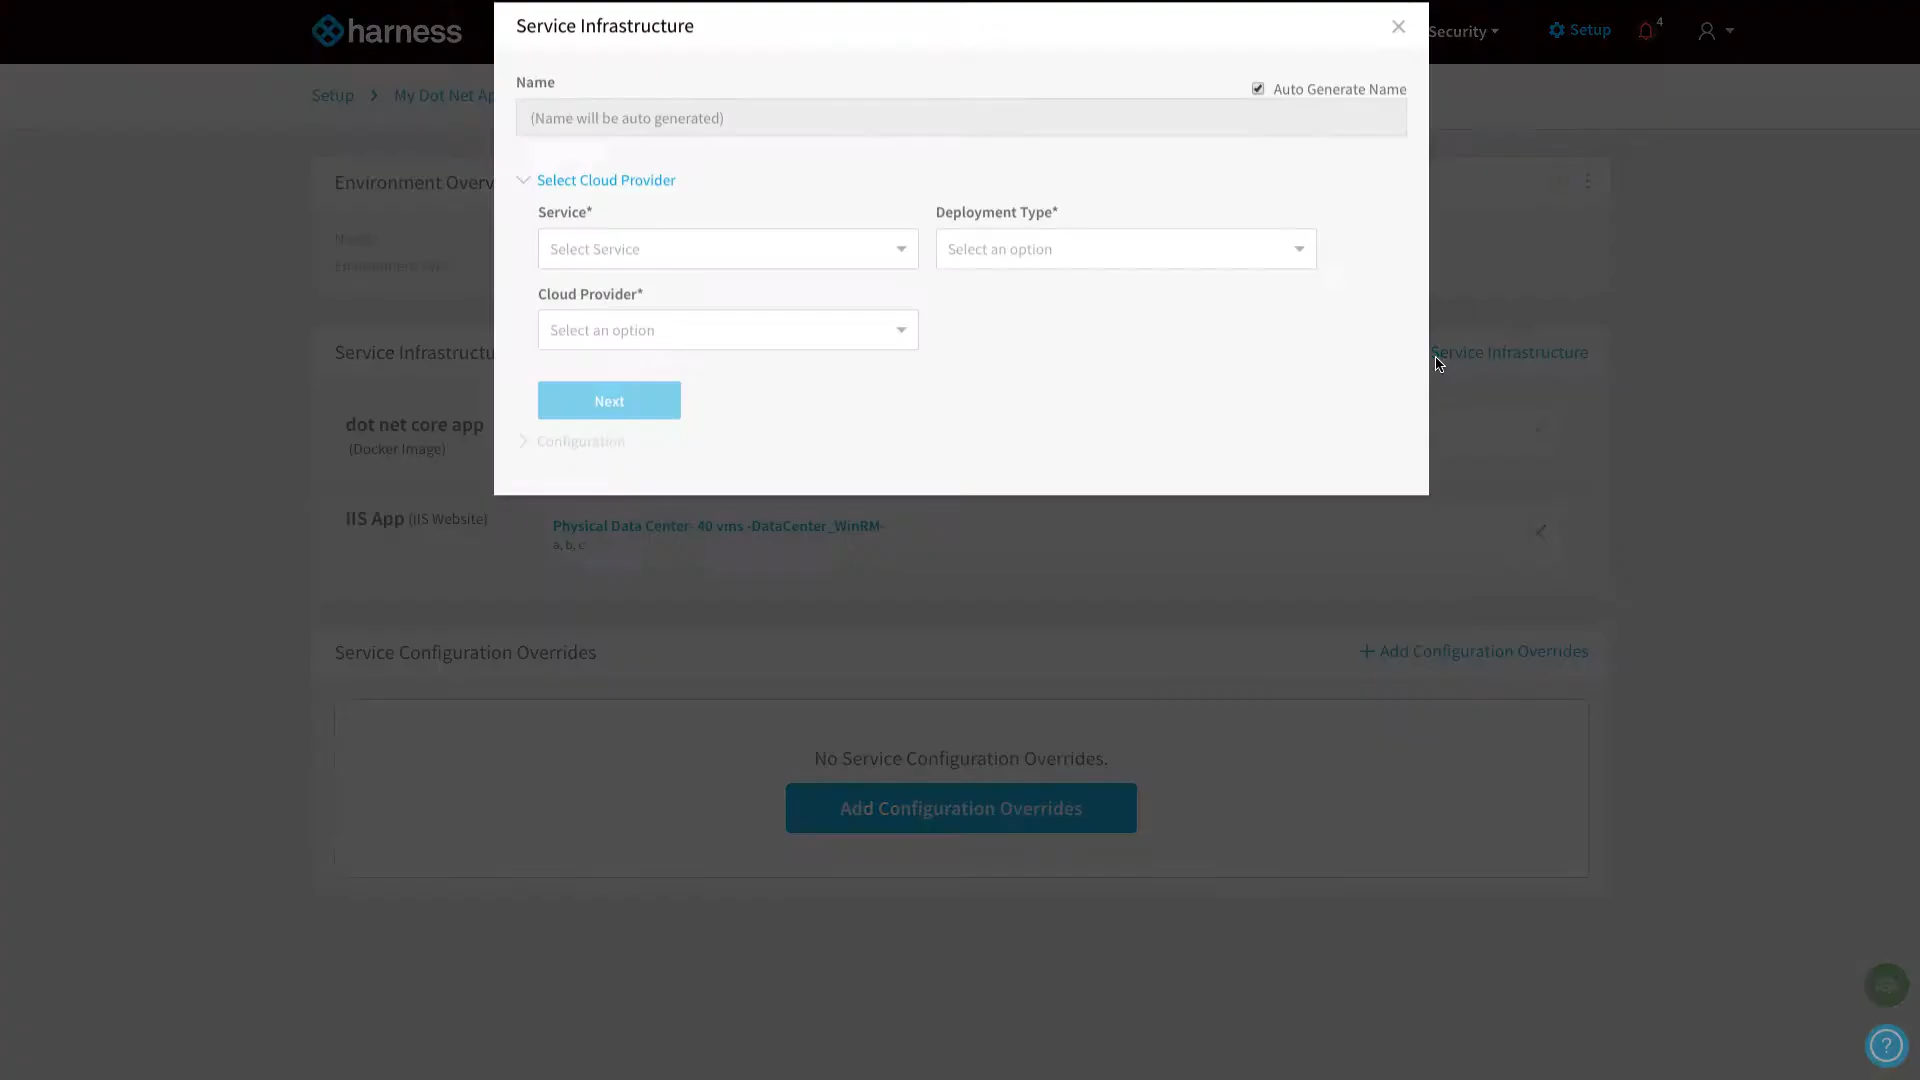 harness
Service Infrastructure
Security
Setup
4
Setup
My Dot Net Ap
Name
Auto Generate Name
(Name will be auto generated)
Environment Overv
Select Cloud Provider
Service*
Deployment Type*
Select Service
Select an option
Cloud Provider*
Select an option
Service Infrastructu
Service Infrastructure
Next
dot net core app
(Docker Image)
Configuration
IIS App (IIS Website)
Physical Data Center- 40 vms -DataCenter_WinRM-
a, b, c
Service Configuration Overrides
+ Add Configuration Overrides
No Service Configuration Overrides.
Add Configuration Overrides
?